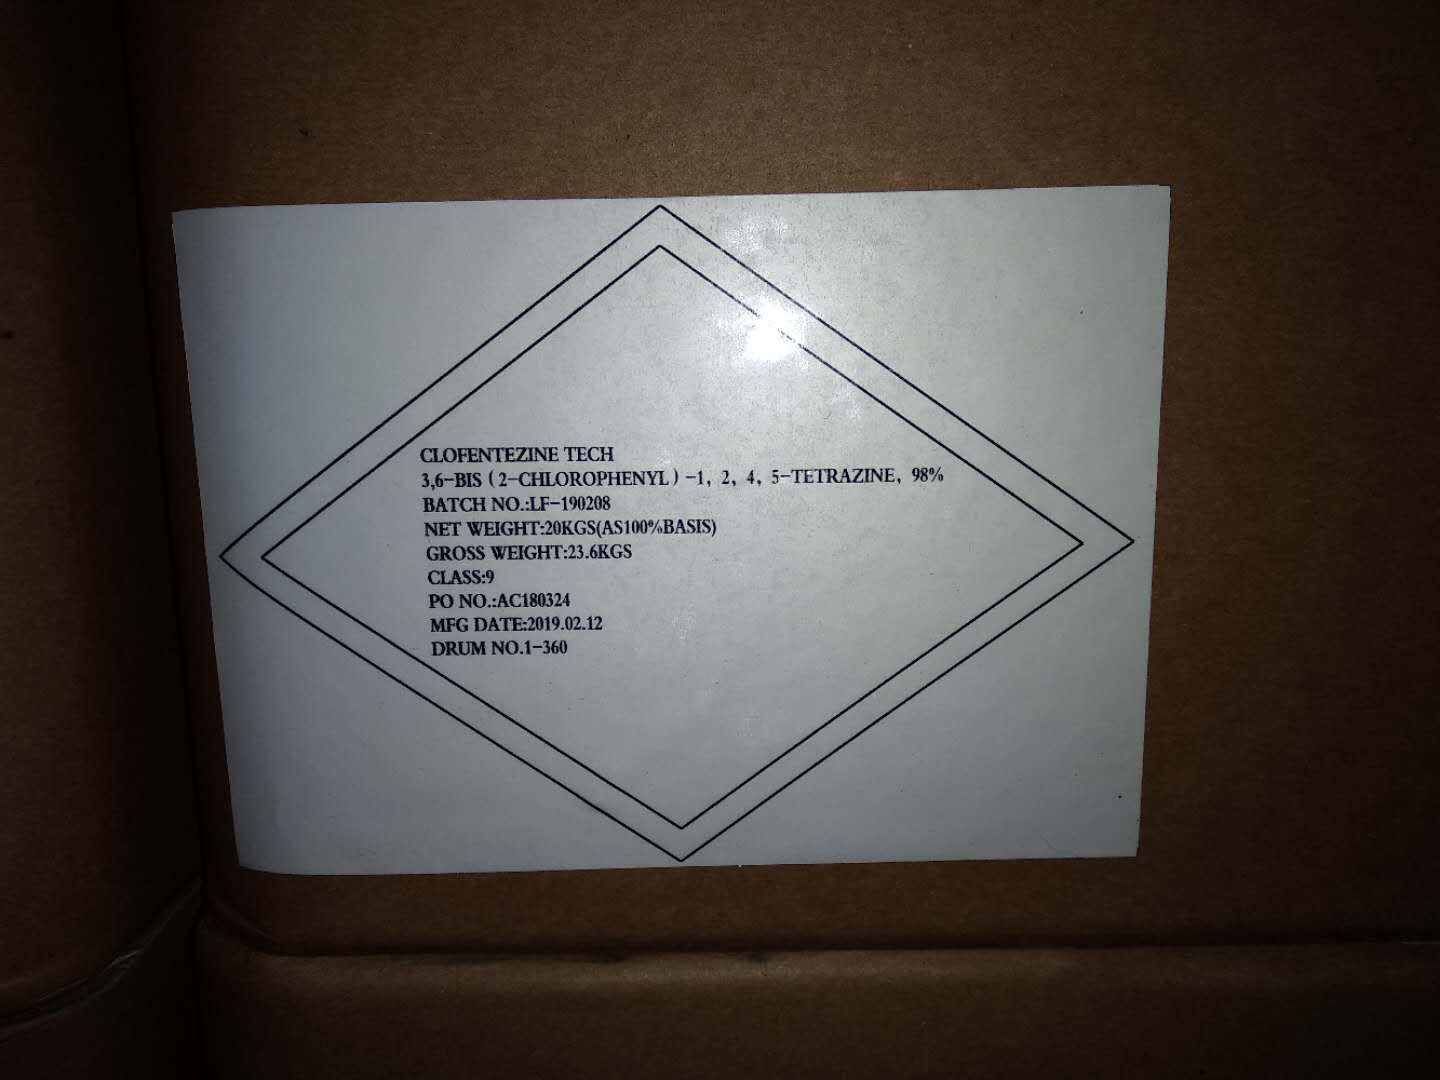 CLOFENTEZINE TECH
3,6-BIS（2-CHLOROPHENYL）-1, 2, 4, 5-TETRAZINE, 98%
BATCH NO.:LF-190208
NET WEIGHT:20KGS(AS100%BASIS)
GROSS WEIGHT:23.6KGS
CLASS:9
PO NO.:AC180324
MFG DATE:2019.02.12
DRUM NO.1-360